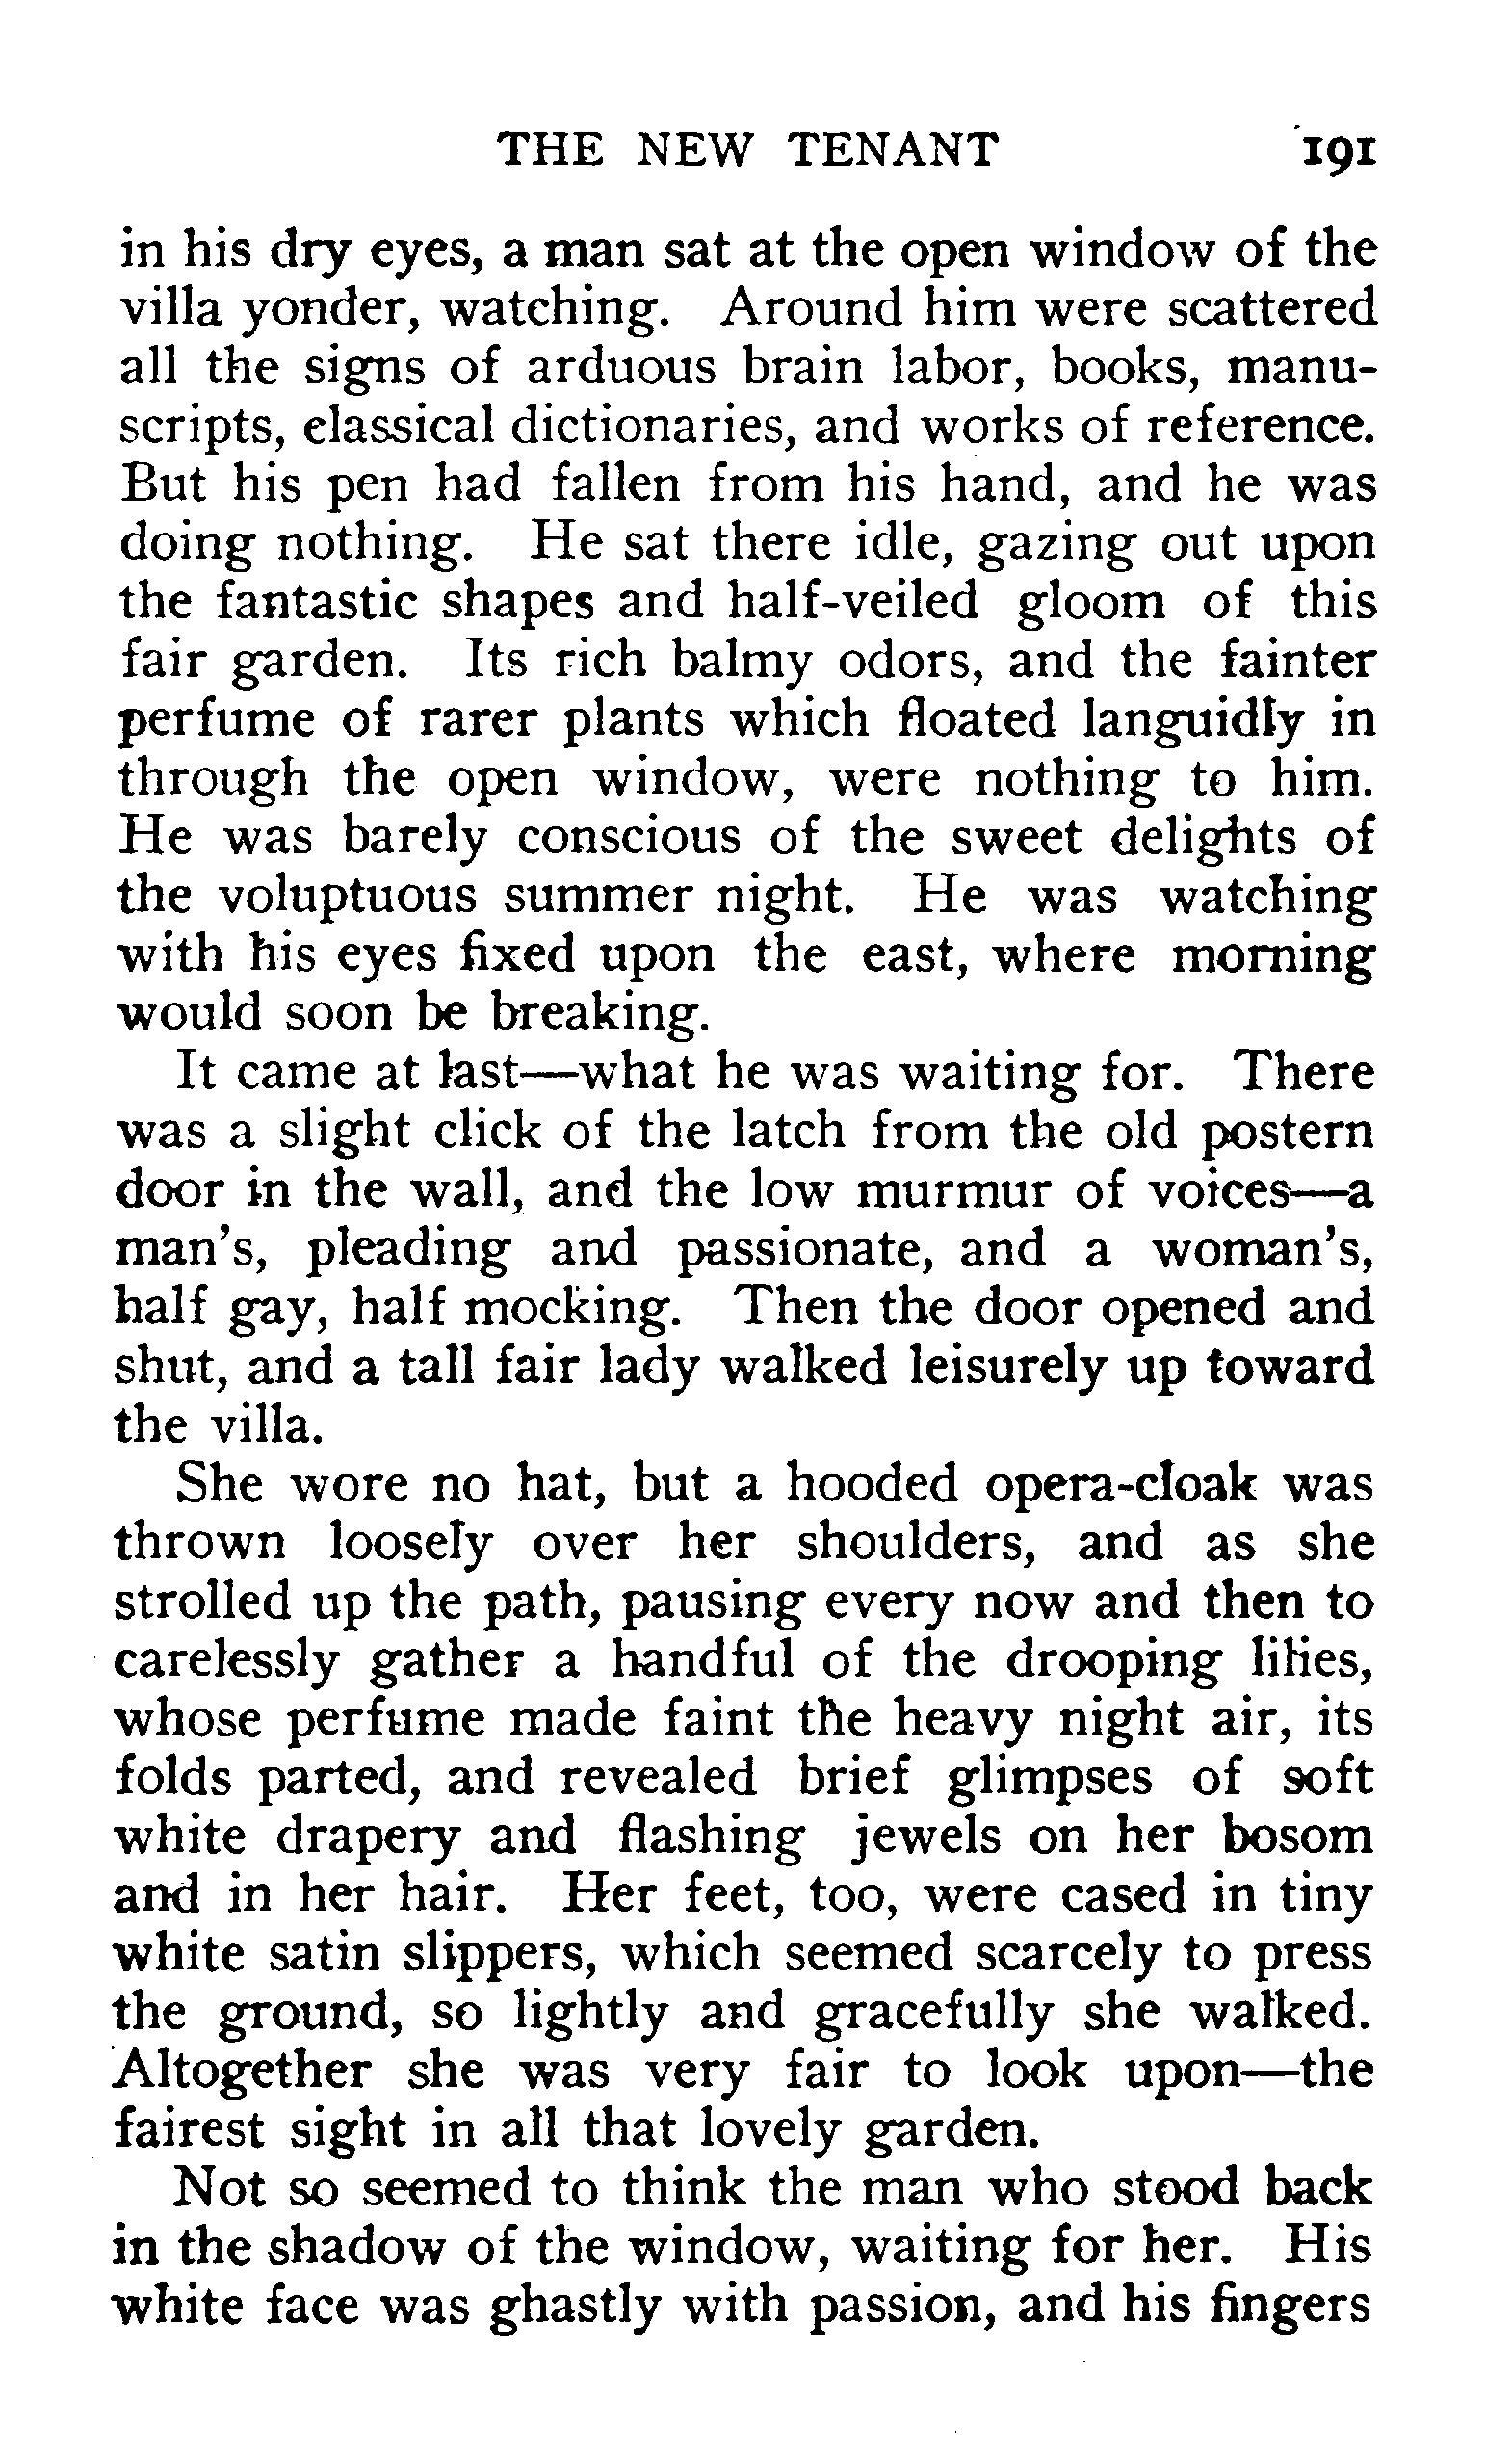 THE NEW TENANT 191
in his dry eyes, a man sat at the open window of the
villa yonder, watching. Around him were scattered
all the signs of arduous brain labor, books, manu-
scripts, classical dictionaries, and works of reference.
But his pen had fallen from his hand, and he was
doing nothing. He sat there idle, gazing out upon
the fantastic shapes and half-veiled gloom of this
fair garden. Its rich balmy odors, and the fainter
perfume of rarer plants which floated languidly in
through the open window, were nothing to him.
He was barely conscious of the sweet delights of
the voluptuous summer night. He was watching
with his eyes fixed upon the east, where morning
would soon be breaking.
It came at last—what he was waiting for. There
was a slight click of the latch from the old postern
door in the wall, and the low murmur of voices—a
man's, pleading and passionate, and a woman's,
half gay, half mocking. Then the door opened and
shut, and a tall fair lady walked leisurely up toward
the villa.
She wore no hat, but a hooded opera-cloak was
thrown loosely over her shoulders, and as she
strolled up the path, pausing every now and then to
carelessly gather a handful of the drooping lilies,
whose perfume made faint the heavy night air, its
folds parted, and revealed brief glimpses of soft
white drapery and flashing jewels on her bosom
and in her hair. Her feet, too, were cased in tiny
white satin slippers, which seemed scarcely to press
the ground, so lightly and gracefully she walked.
Altogether she was very fair to look upon—the
fairest sight in all that lovely garden.
Not so seemed to think the man who stood back
in the shadow of the window, waiting for her. His
white face was ghastly with passion, and his fingers